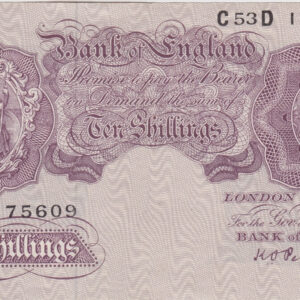 C53D 1
Bank of England
Promise to pay the Bearer
on Demand the sum of
Ten Shillings
75609
LONDON
For the Gov
BANK OF
hillings